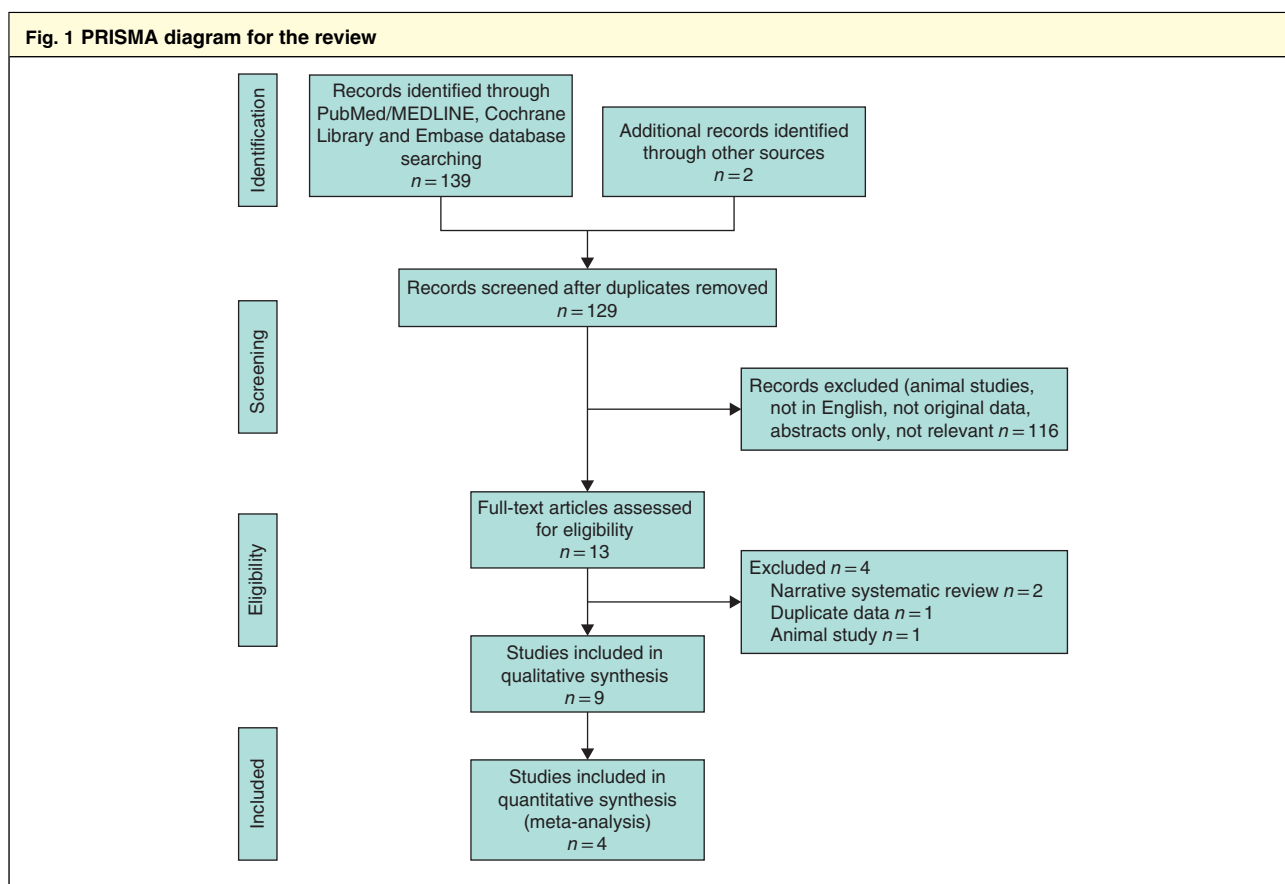 Fig. 1 PRISMA diagram for the review
Identification
Records identified through
PubMed/MEDLINE, Cochrane
Library and Embase database
searching
n = 139
Additional records identified
through other sources
n = 2
Screening
Records screened after duplicates removed
n = 129
Records excluded (animal studies,
not in English, not original data,
abstracts only, not relevant n = 116
Eligibility
Full-text articles assessed
for eligibility
n = 13
Excluded n = 4
Narrative systematic review n = 2
Duplicate data n = 1
Animal study n = 1
Studies included in
qualitative synthesis
n = 9
Included
Studies included in
quantitative synthesis
(meta-analysis)
n = 4